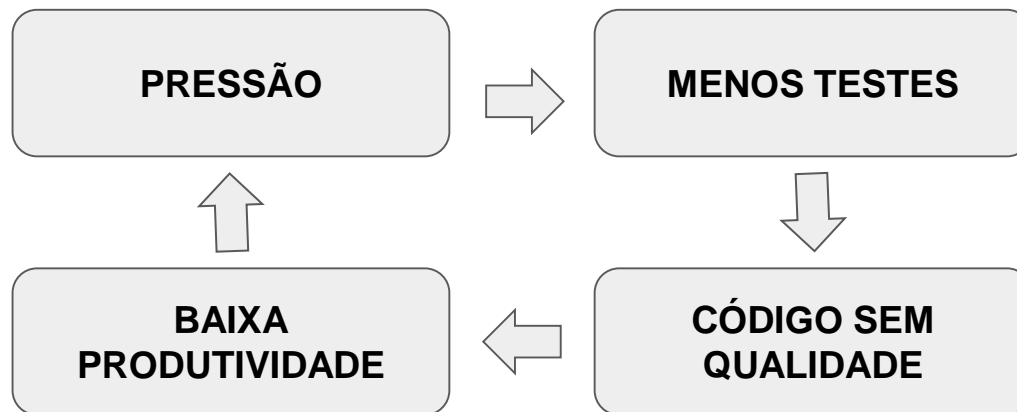 PRESSÃO
MENOS TESTES
BAIXA
PRODUTIVIDADE
CÓDIGO SEM
QUALIDADE